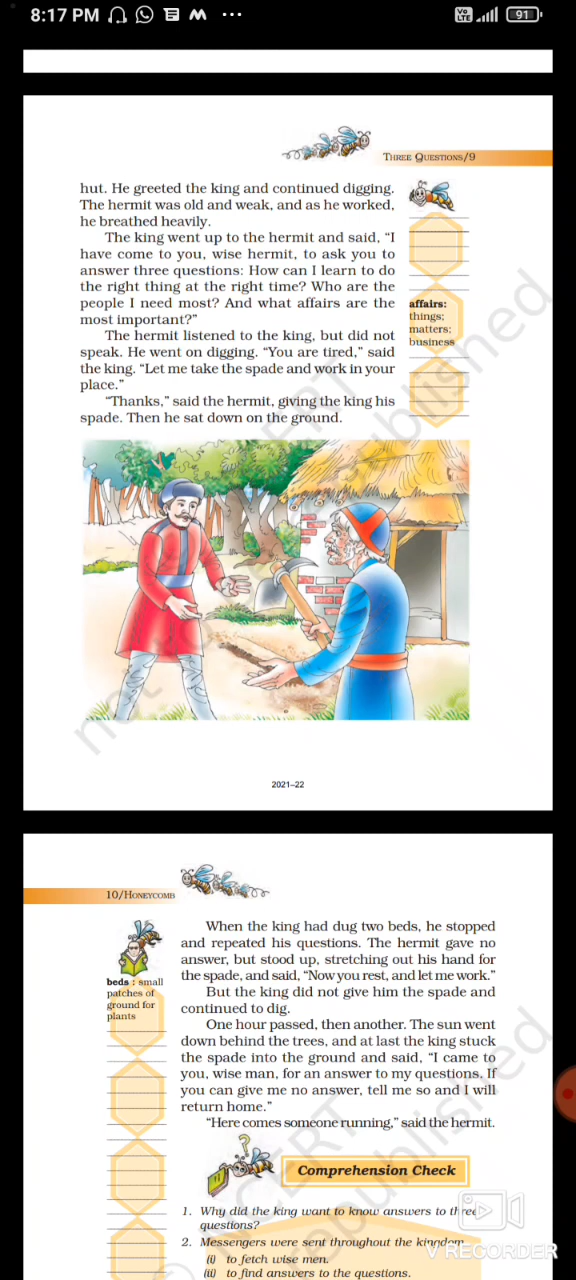 8:17 PM
Vo LTE 91
THREE QUESTIONS/9
hut. He greeted the king and continued digging.
The hermit was old and weak, and as he worked,
he breathed heavily.
The king went up to the hermit and said, “I
have come to you, wise hermit, to ask you to
answer three questions: How can I learn to do
the right thing at the right time? Who are the
people I need most? And what affairs are the
most important?”
The hermit listened to the king, but did not
speak. He went on digging. “You are tired,” said
the king. “Let me take the spade and work in your
place.”
“Thanks,” said the hermit, giving the king his
spade. Then he sat down on the ground.
affairs:
things;
matters;
business
2021–22
10/HONEYCOMB
beds : small
patches of
ground for
plants
When the king had dug two beds, he stopped
and repeated his questions. The hermit gave no
answer, but stood up, stretching out his hand for
the spade, and said, “Now you rest, and let me work.”
But the king did not give him the spade and
continued to dig.
One hour passed, then another. The sun went
down behind the trees, and at last the king stuck
the spade into the ground and said, “I came to
you, wise man, for an answer to my questions. If
you can give me no answer, tell me so and I will
return home.”
“Here comes someone running,” said the hermit.
?
Comprehension Check
1. Why did the king want to know answers to three
questions?
2. Messengers were sent throughout the kingdom
(i) to fetch wise men.
(ii) to find answers to the questions.
V RECORDER